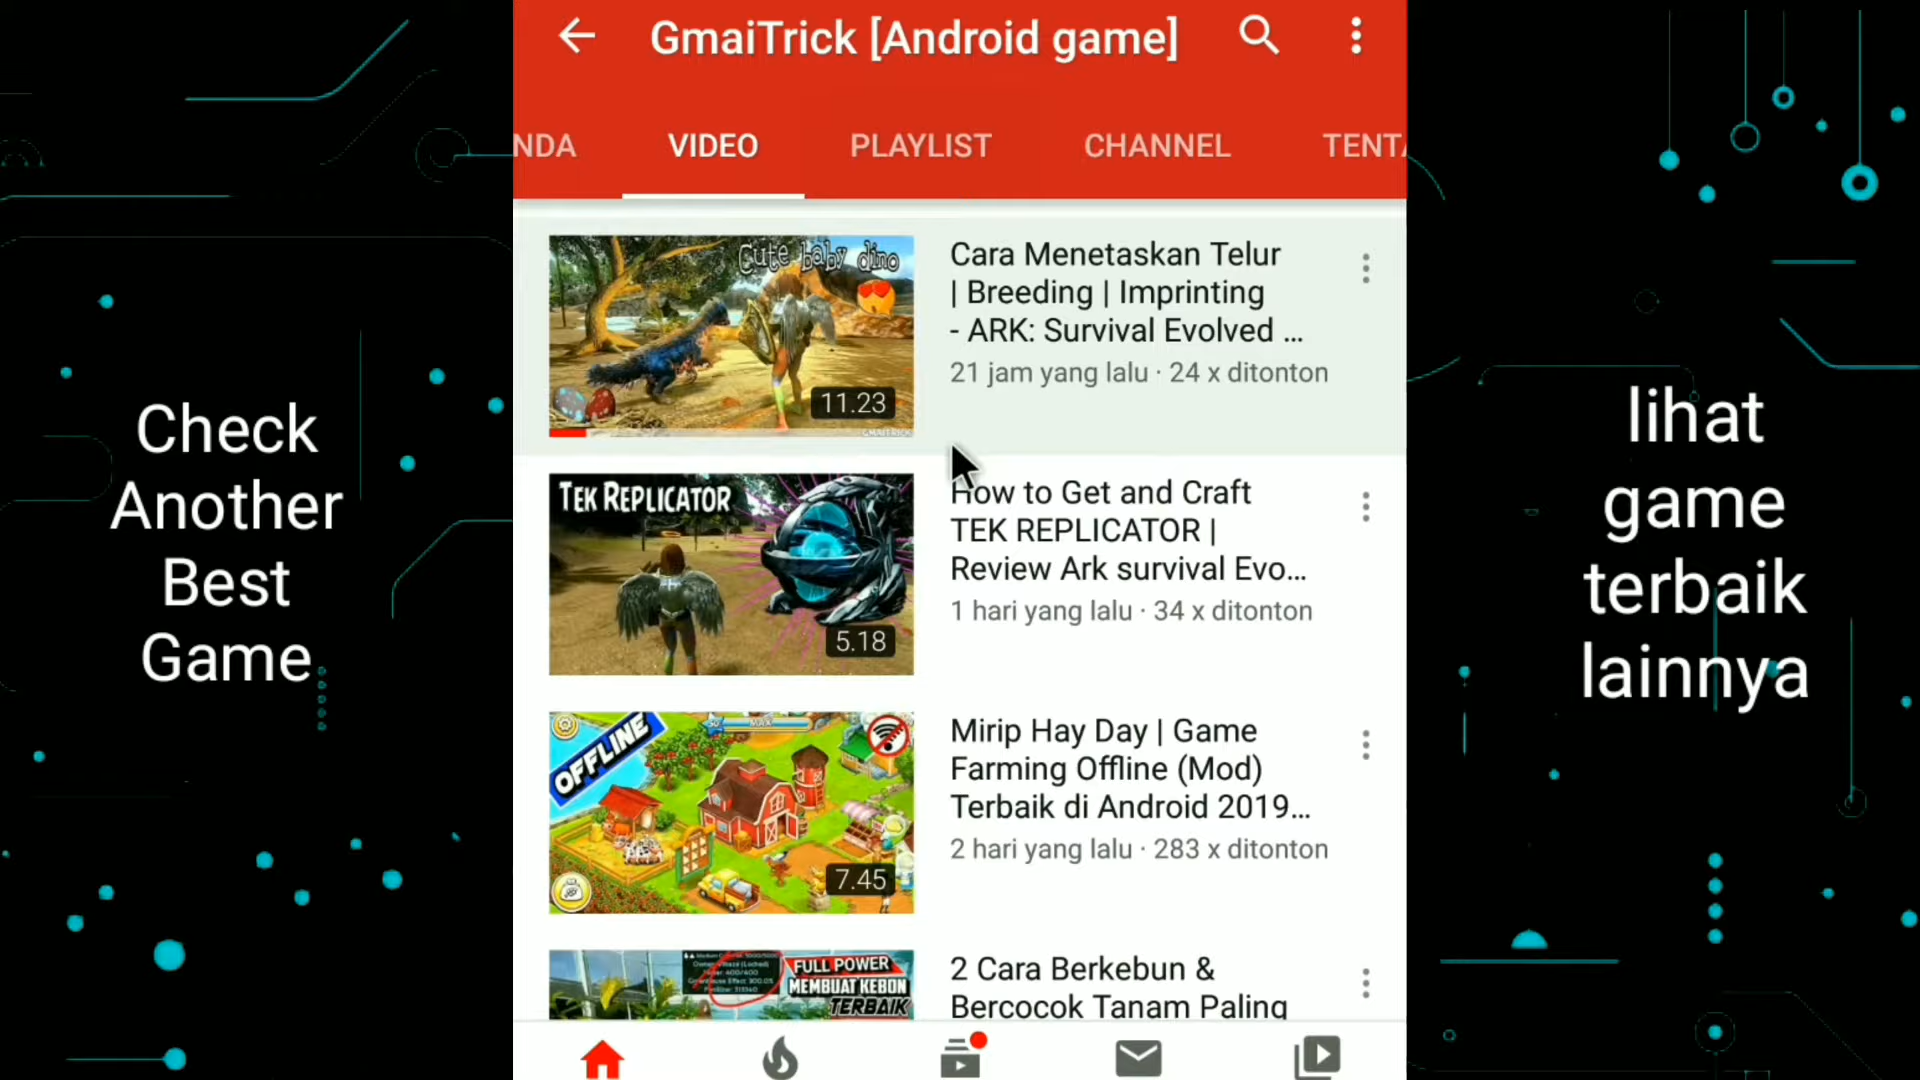 GmaiTrick [Android game]
NDA VIDEO PLAYLIST CHANNEL TENTA
Check
Another
Best
Game
Cute baby dino
11.23
GMAITRICK
Cara Menetaskan Telur
| Breeding | Imprinting
- ARK: Survival Evolved ...
21 jam yang lalu · 24 x ditonton
TEK REPLICATOR
5.18
How to Get and Craft
TEK REPLICATOR |
Review Ark survival Evo...
1 hari yang lalu · 34 x ditonton
OFFLINE
50 MAX
7.45
Mirip Hay Day | Game
Farming Offline (Mod)
Terbaik di Android 2019...
2 hari yang lalu · 283 x ditonton
FULL POWER
MEMBUAT KEBON
TERBAIK
2 Cara Berkebun &
Bercocok Tanam Paling
lihat
game
terbaik
lainnya